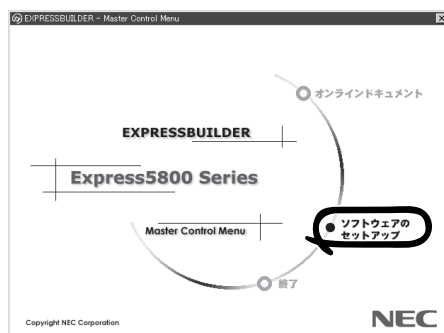 EXPRESSBUILDER - Master Control Menu
オンラインドキュメント
EXPRESSBUILDER
Express5800 Series
ソフトウェアの
セットアップ
Master Control Menu
終了
Copyright NEC Corporation
NEC